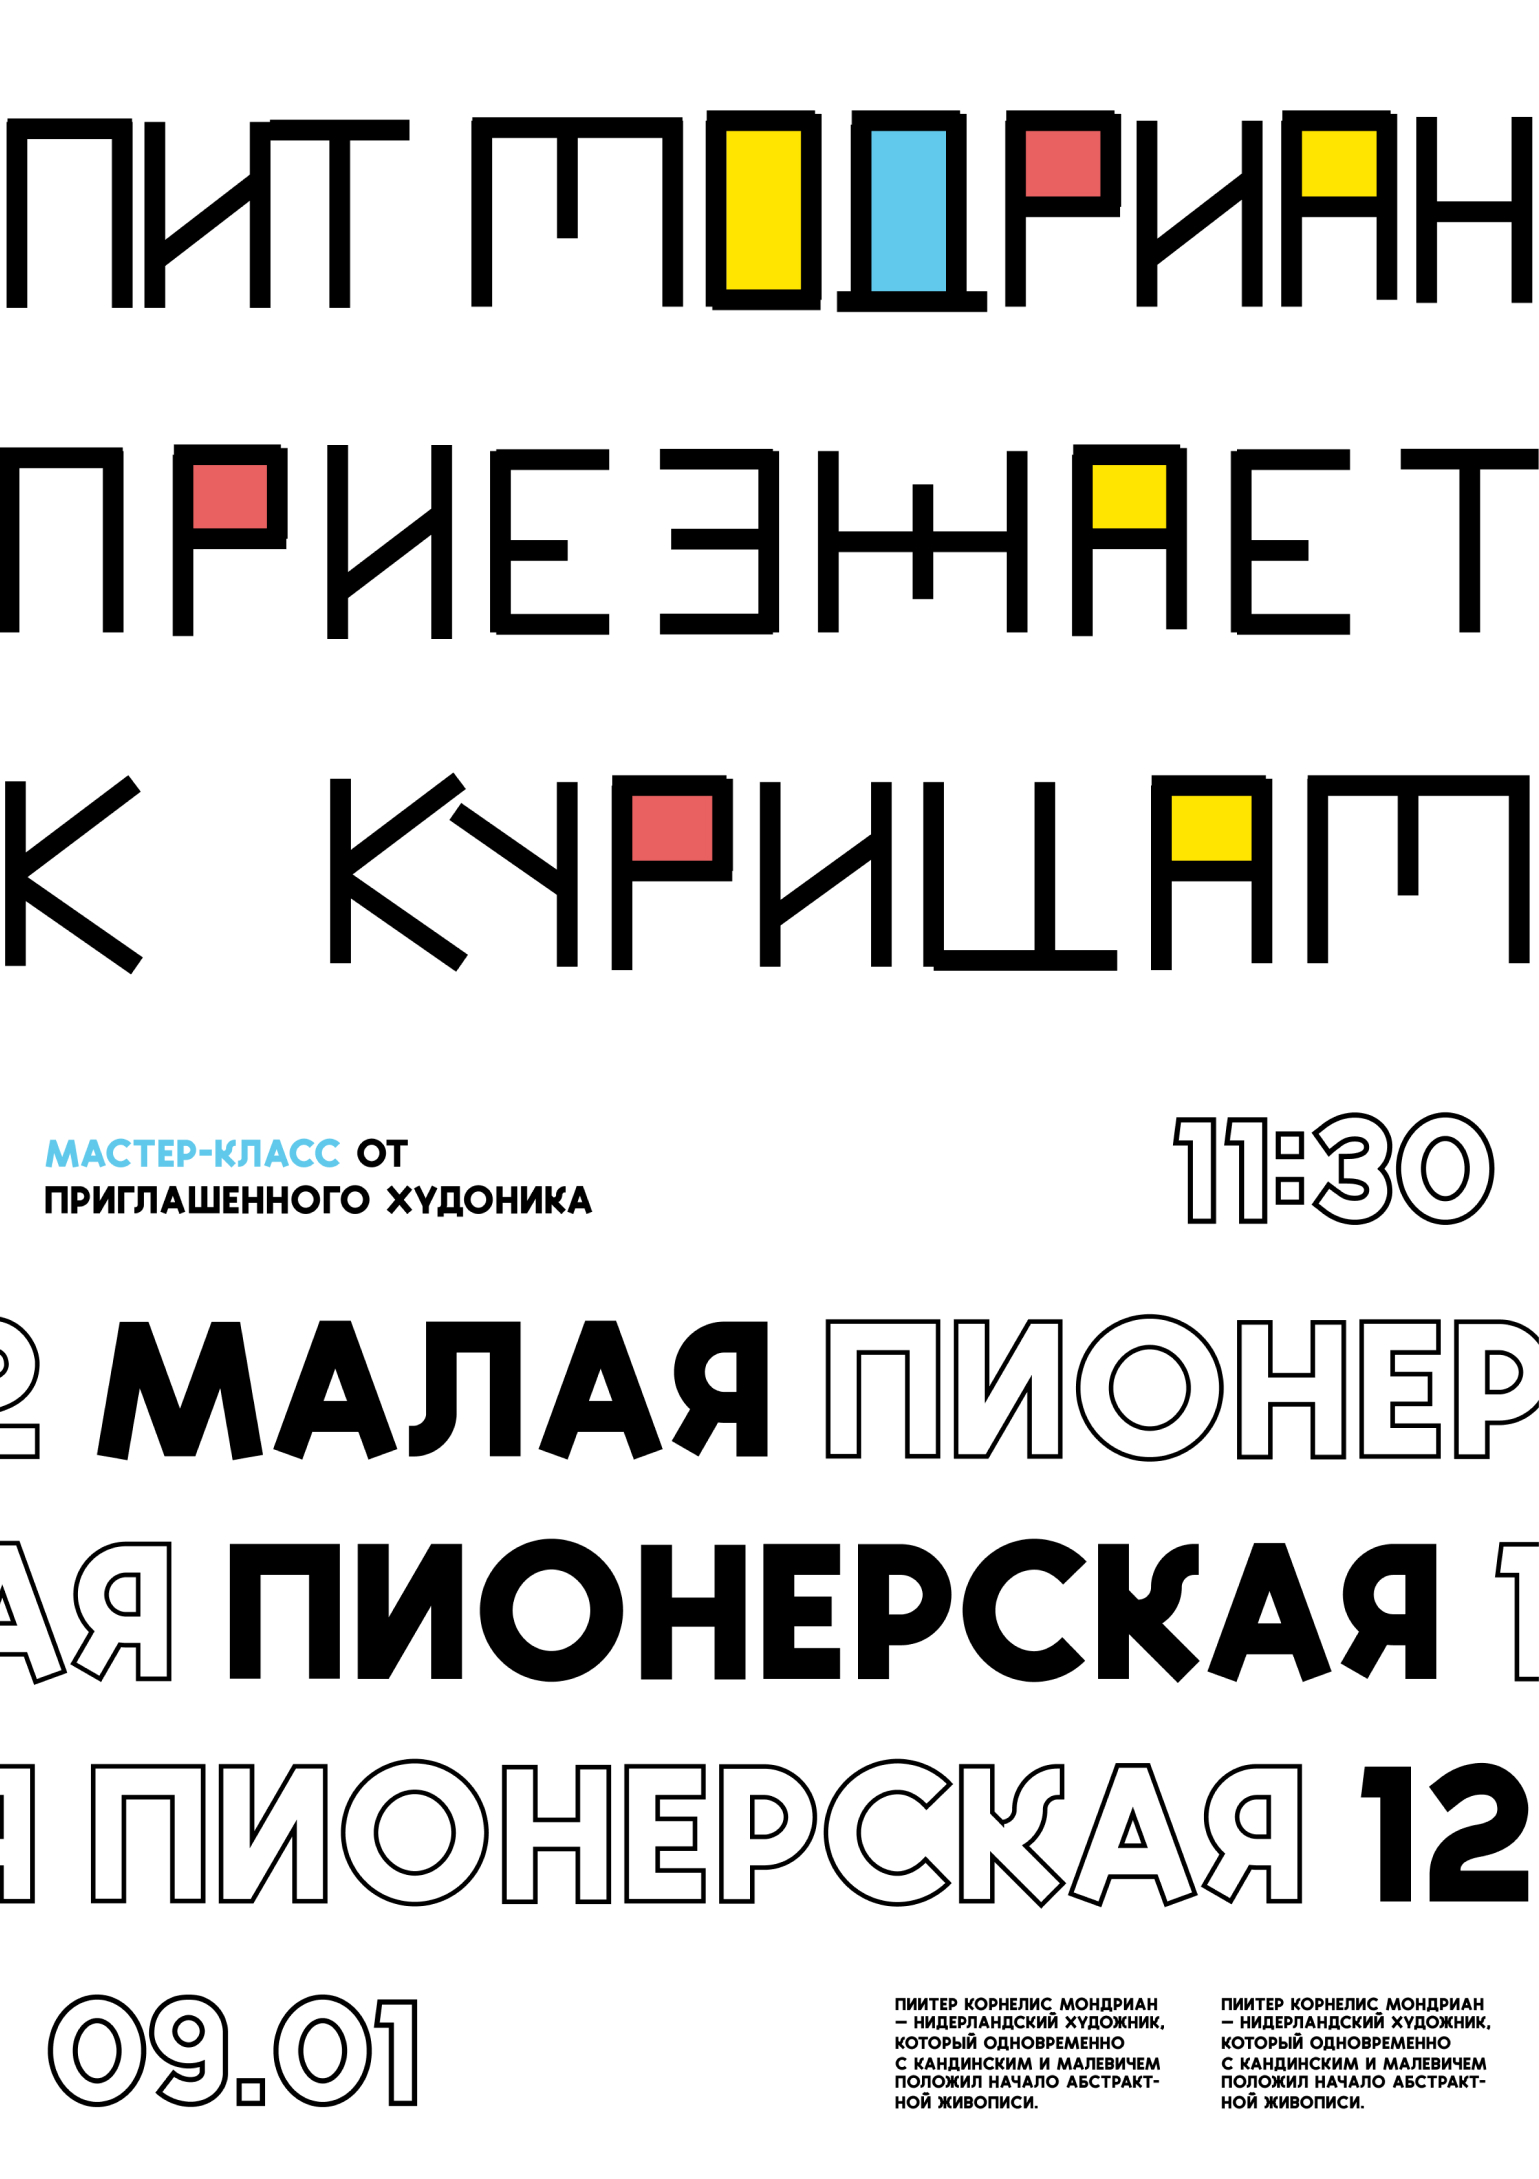 ПИТ МОДРИАН
ПРИЕЗЖАЕТ
К КУРИЦАМ
МАСТЕР-КЛАСС ОТ
ПРИГЛАШЕННОГО ХУДОНИКА
11:30
2 МАЛАЯ ПИОНЕР
АЯ ПИОНЕРСКАЯ 1
Я ПИОНЕРСКАЯ 12
09.01
ПИИТЕР КОРНЕЛИС МОНДРИАН
— НИДЕРЛАНДСКИЙ ХУДОЖНИК,
КОТОРЫЙ ОДНОВРЕМЕННО
С КАНДИНСКИМ И МАЛЕВИЧЕМ
ПОЛОЖИЛ НАЧАЛО АБСТРАКТ-
НОЙ ЖИВОПИСИ.
ПИИТЕР КОРНЕЛИС МОНДРИАН
— НИДЕРЛАНДСКИЙ ХУДОЖНИК,
КОТОРЫЙ ОДНОВРЕМЕННО
С КАНДИНСКИМ И МАЛЕВИЧЕМ
ПОЛОЖИЛ НАЧАЛО АБСТРАКТ-
НОЙ ЖИВОПИСИ.